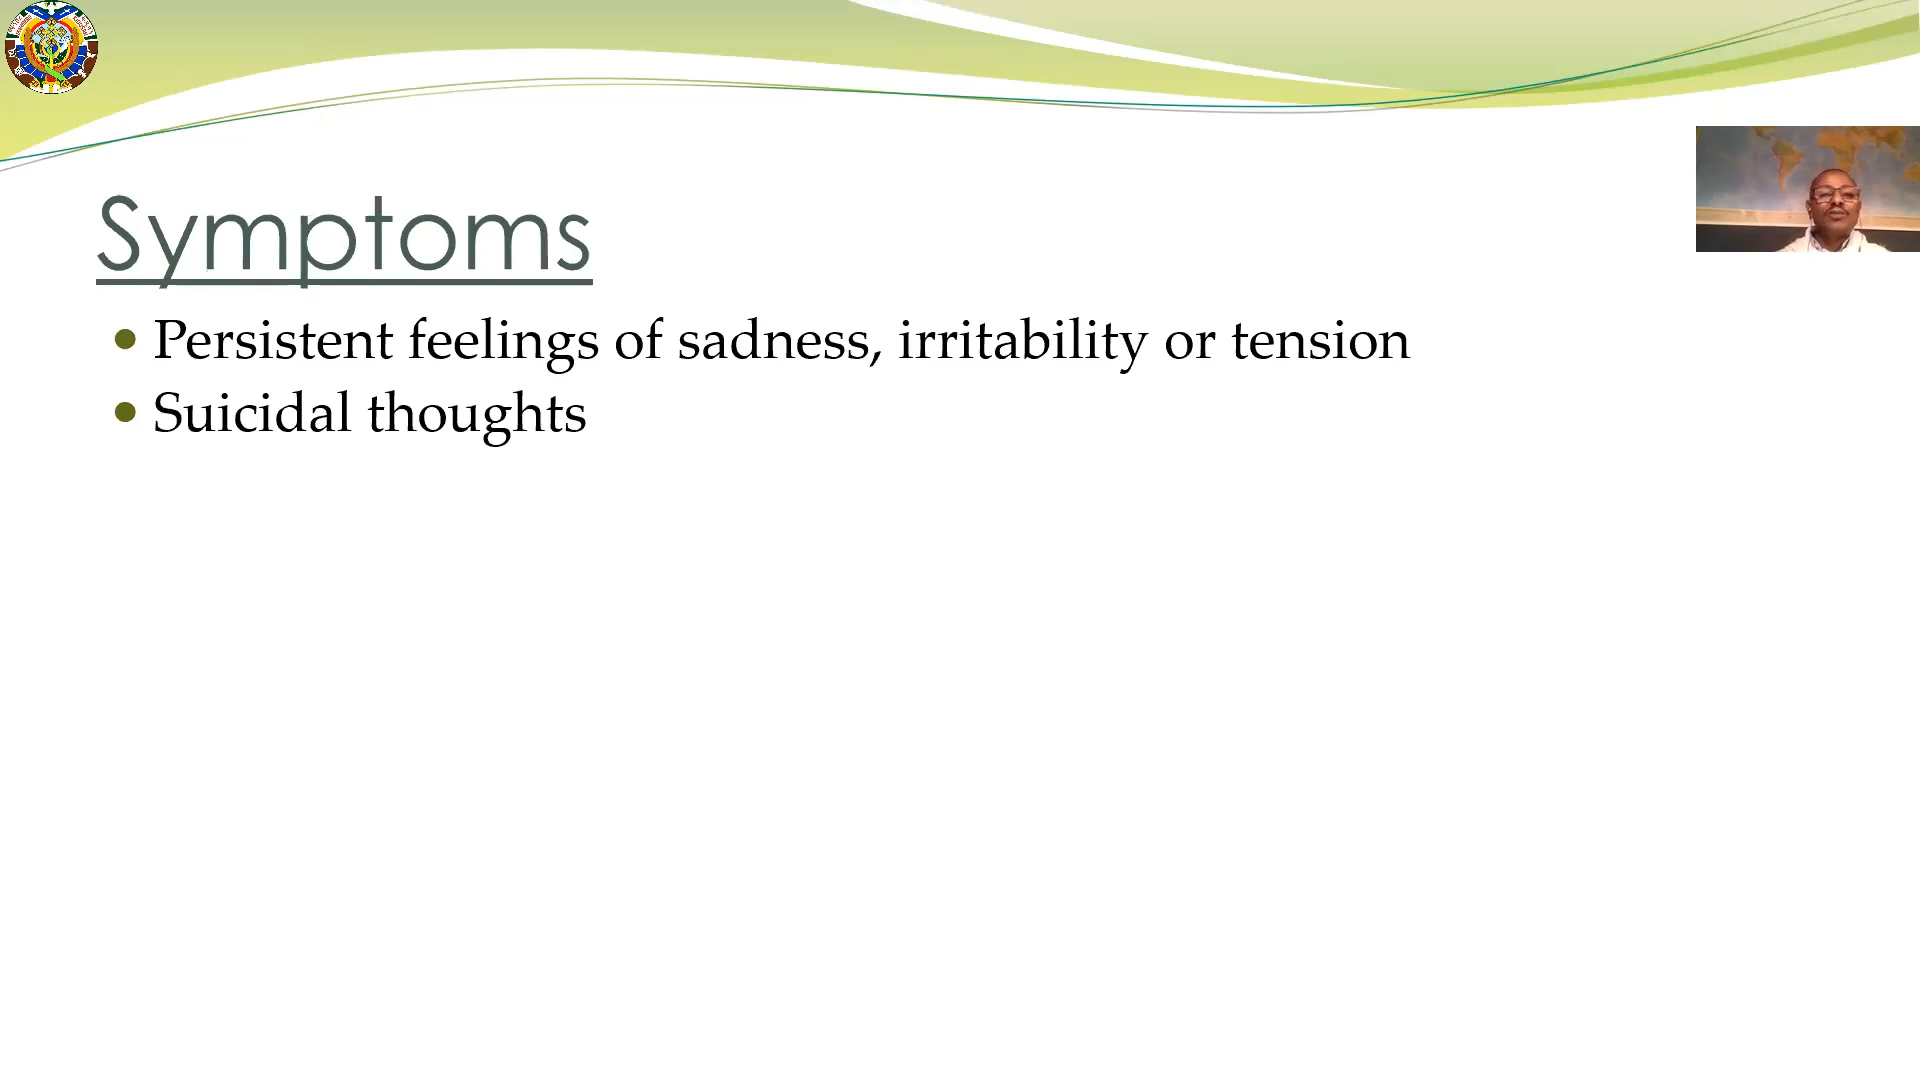 Symptoms
Persistent feelings of sadness, irritability or tension
Suicidal thoughts